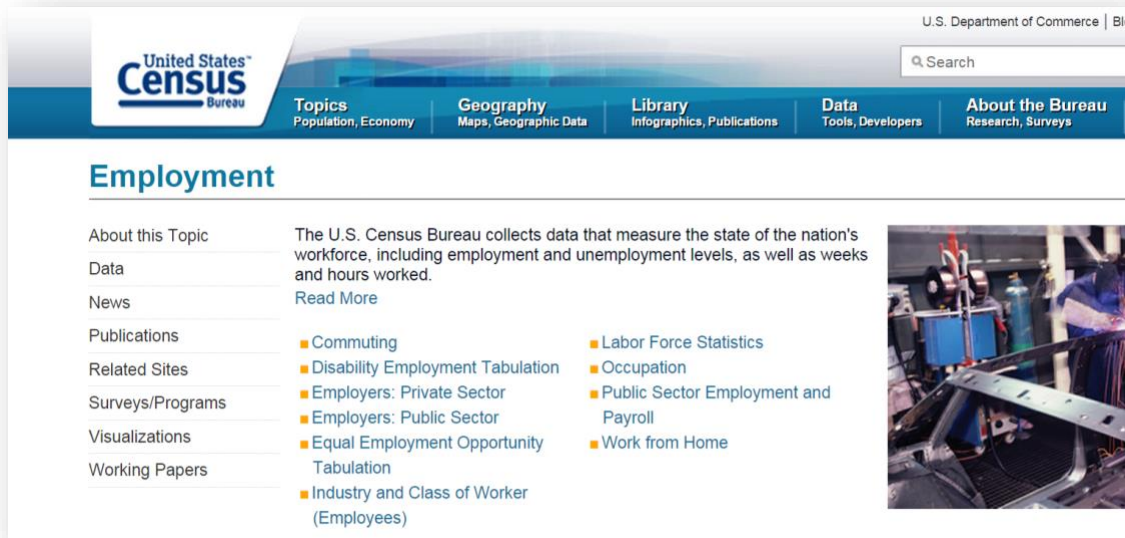 U.S. Department of Commerce |
United States™
Census
Bureau
Search
Topics
Population, Economy
Geography
Maps, Geographic Data
Library
Infographics, Publications
Data
Tools, Developers
About the Bureau
Research, Surveys
Employment
About this Topic
Data
News
Publications
Related Sites
Surveys/Programs
Visualizations
Working Papers
The U.S. Census Bureau collects data that measure the state of the nation's
workforce, including employment and unemployment levels, as well as weeks
and hours worked.
Read More
Commuting
Disability Employment Tabulation
Employers: Private Sector
Employers: Public Sector
Equal Employment Opportunity
Tabulation
Industry and Class of Worker
(Employees)
Labor Force Statistics
Occupation
Public Sector Employment and
Payroll
Work from Home